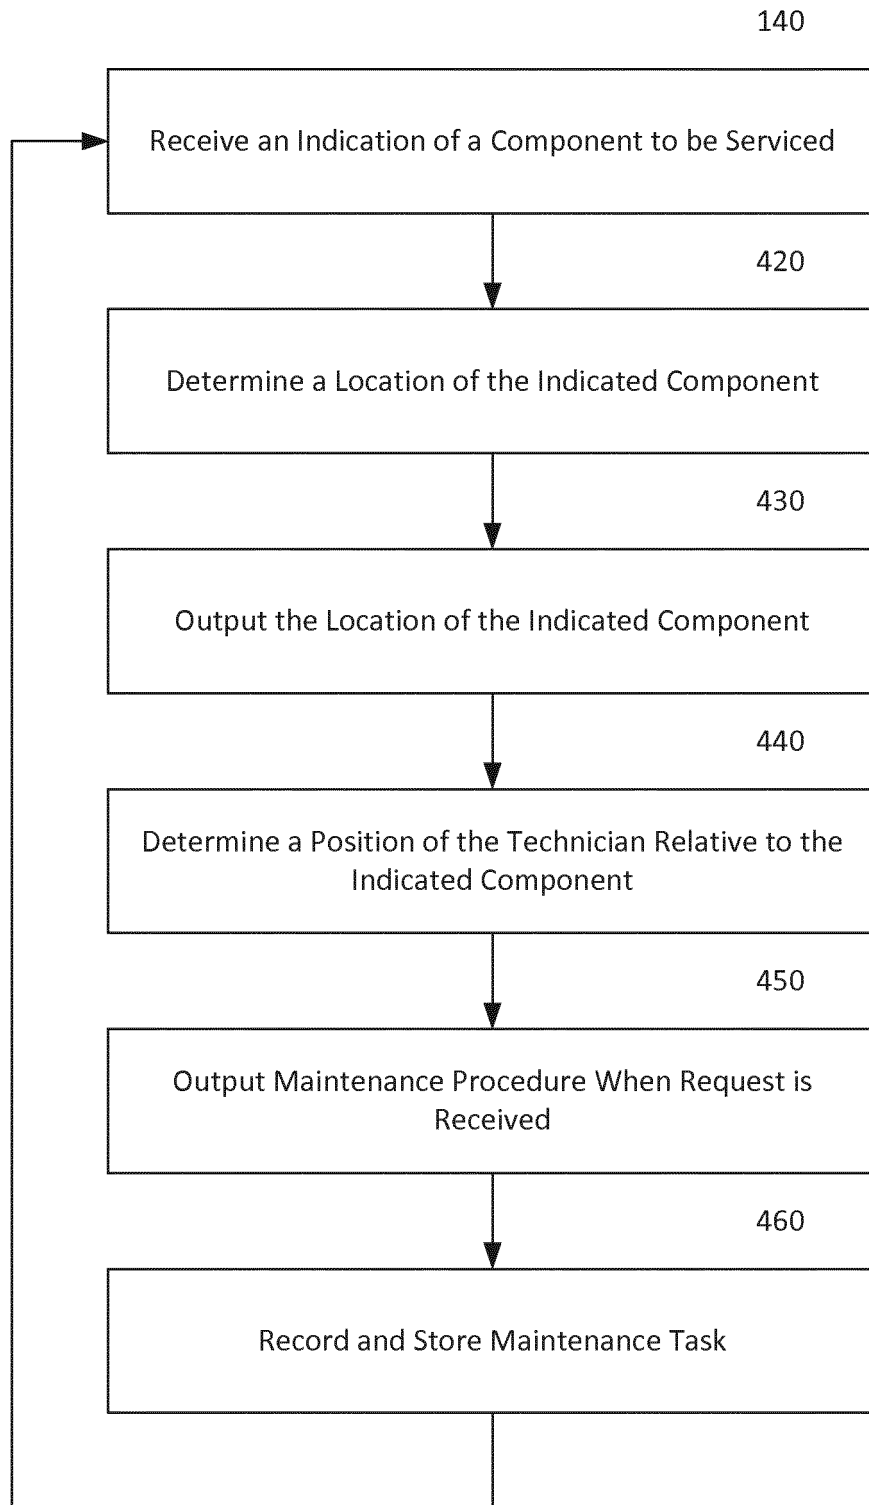 140
Receive an Indication of a Component to be Serviced
420
Determine a Location of the Indicated Component
430
Output the Location of the Indicated Component
440
Determine a Position of the Technician Relative to the
Indicated Component
450
Output Maintenance Procedure When Request is
Received
460
Record and Store Maintenance Task